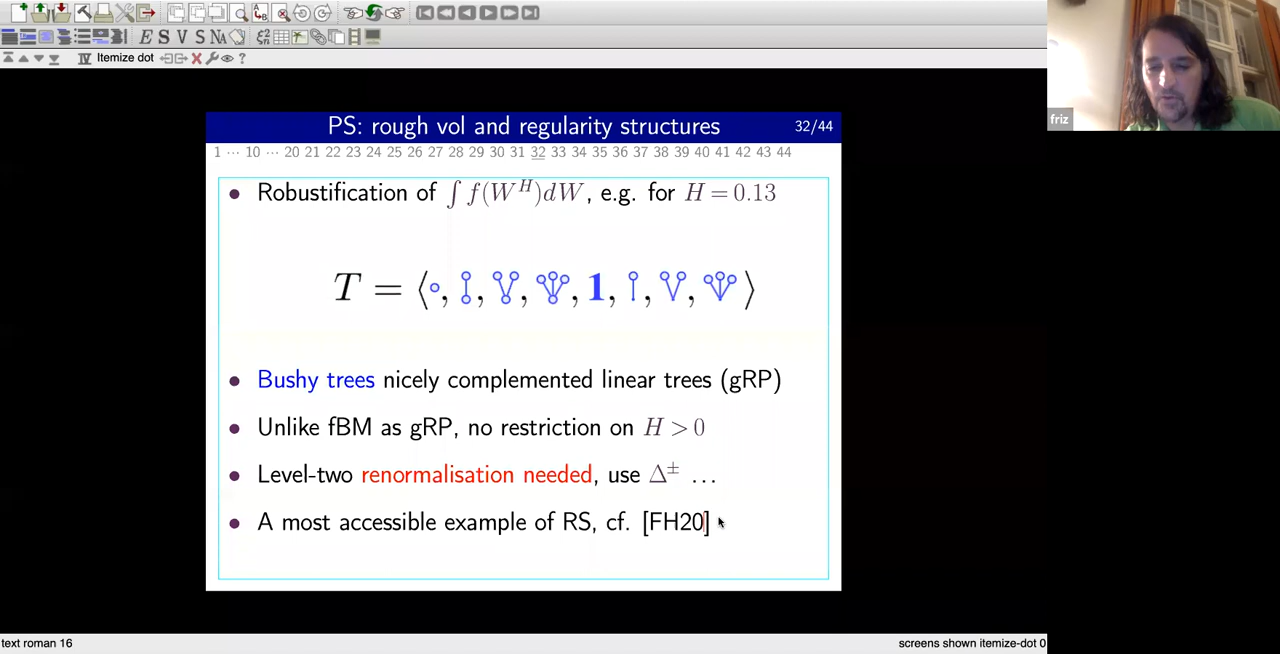 E S V S NA
IV Itemize dot ?
friz
PS: rough vol and regularity structures 32/44
1 ··· 10 ··· 20 21 22 23 24 25 26 27 28 29 30 31 32 33 34 35 36 37 38 39 40 41 42 43 44
• Robustification of ∫ f(W^H)dW, e.g. for H = 0.13
T = ⟨ , , , , 1, , , ⟩
• Bushy trees nicely complemented linear trees (gRP)
• Unlike fBM as gRP, no restriction on H > 0
• Level-two renormalisation needed, use Δ^± ...
• A most accessible example of RS, cf. [FH20]
text roman 16
screens shown itemize-dot 0